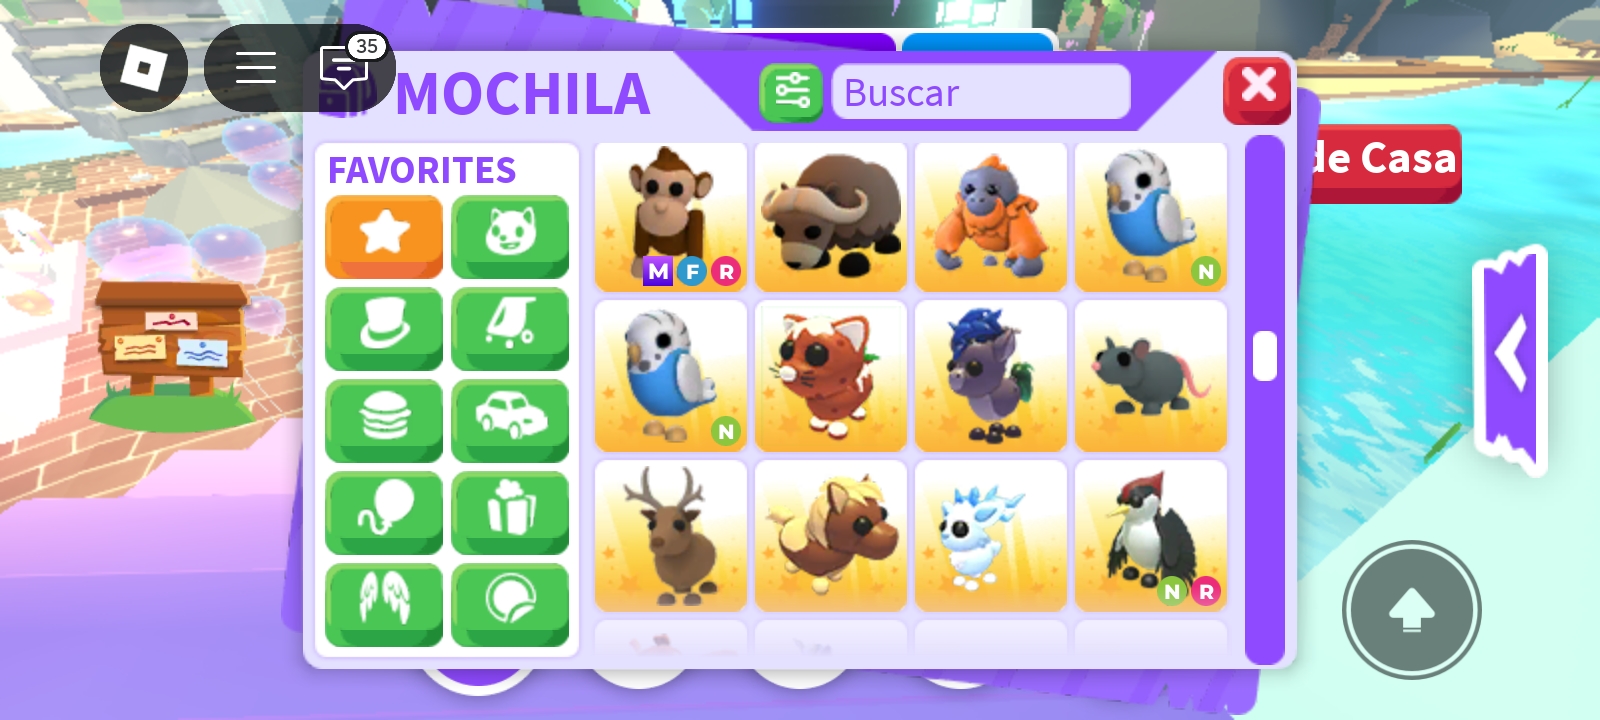 35
MOCHILA
Buscar
FAVORITES
de Casa
M F R
N
N
N R